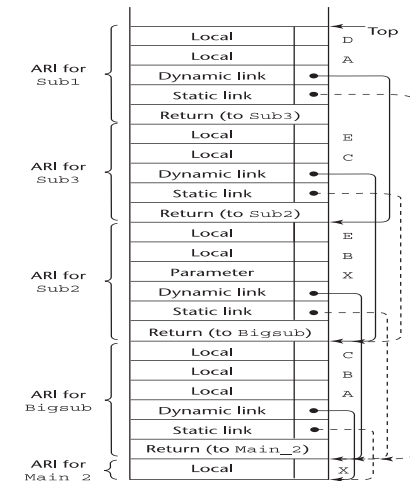 Top
Local D
ARI for Sub1 Local A
Dynamic link
Static link
Return (to Sub3)
Local E
ARI for Sub3 Local C
Dynamic link
Static link
Return (to Sub2)
Local E
Local B
ARI for Sub2 Parameter X
Dynamic link
Static link
Return (to Bigsub)
Local C
Local B
ARI for Bigsub Local A
Dynamic link
Static link
Return (to Main_2)
ARI for Main_2 Local X